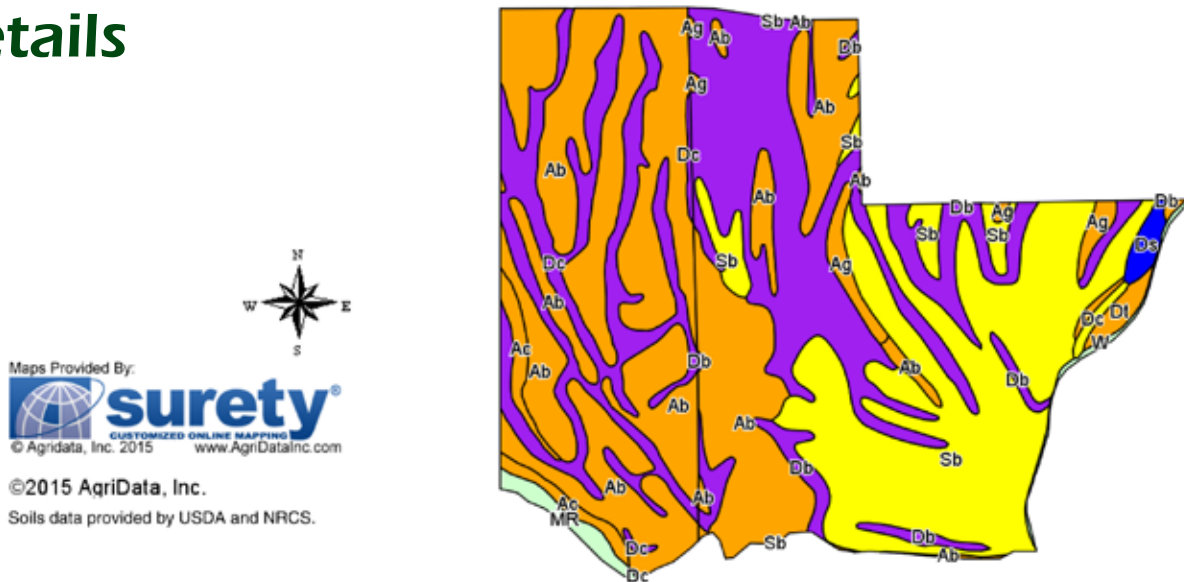 etails
N
W E
S
Maps Provided By:
surety®
CUSTOMIZED ONLINE MAPPING
© Agridata, Inc. 2015 www.AgriDataInc.com
©2015 AgriData, Inc.
Soils data provided by USDA and NRCS.
Ag Ab Sb Ab
Db
Ag
Ab
Sb
Dc
Ab
Ab
Ab
Db
Ag
Ag
Db
Sb
Sb
Ds
Dc
Sb
Ag
Ab
Dc
Dt
W
Ac
Ab
Db
Ab
Db
Ab
Ab
Sb
Db
Ab
Ac
MR
Ab
Db
Dc
Sb
Ab
Dc